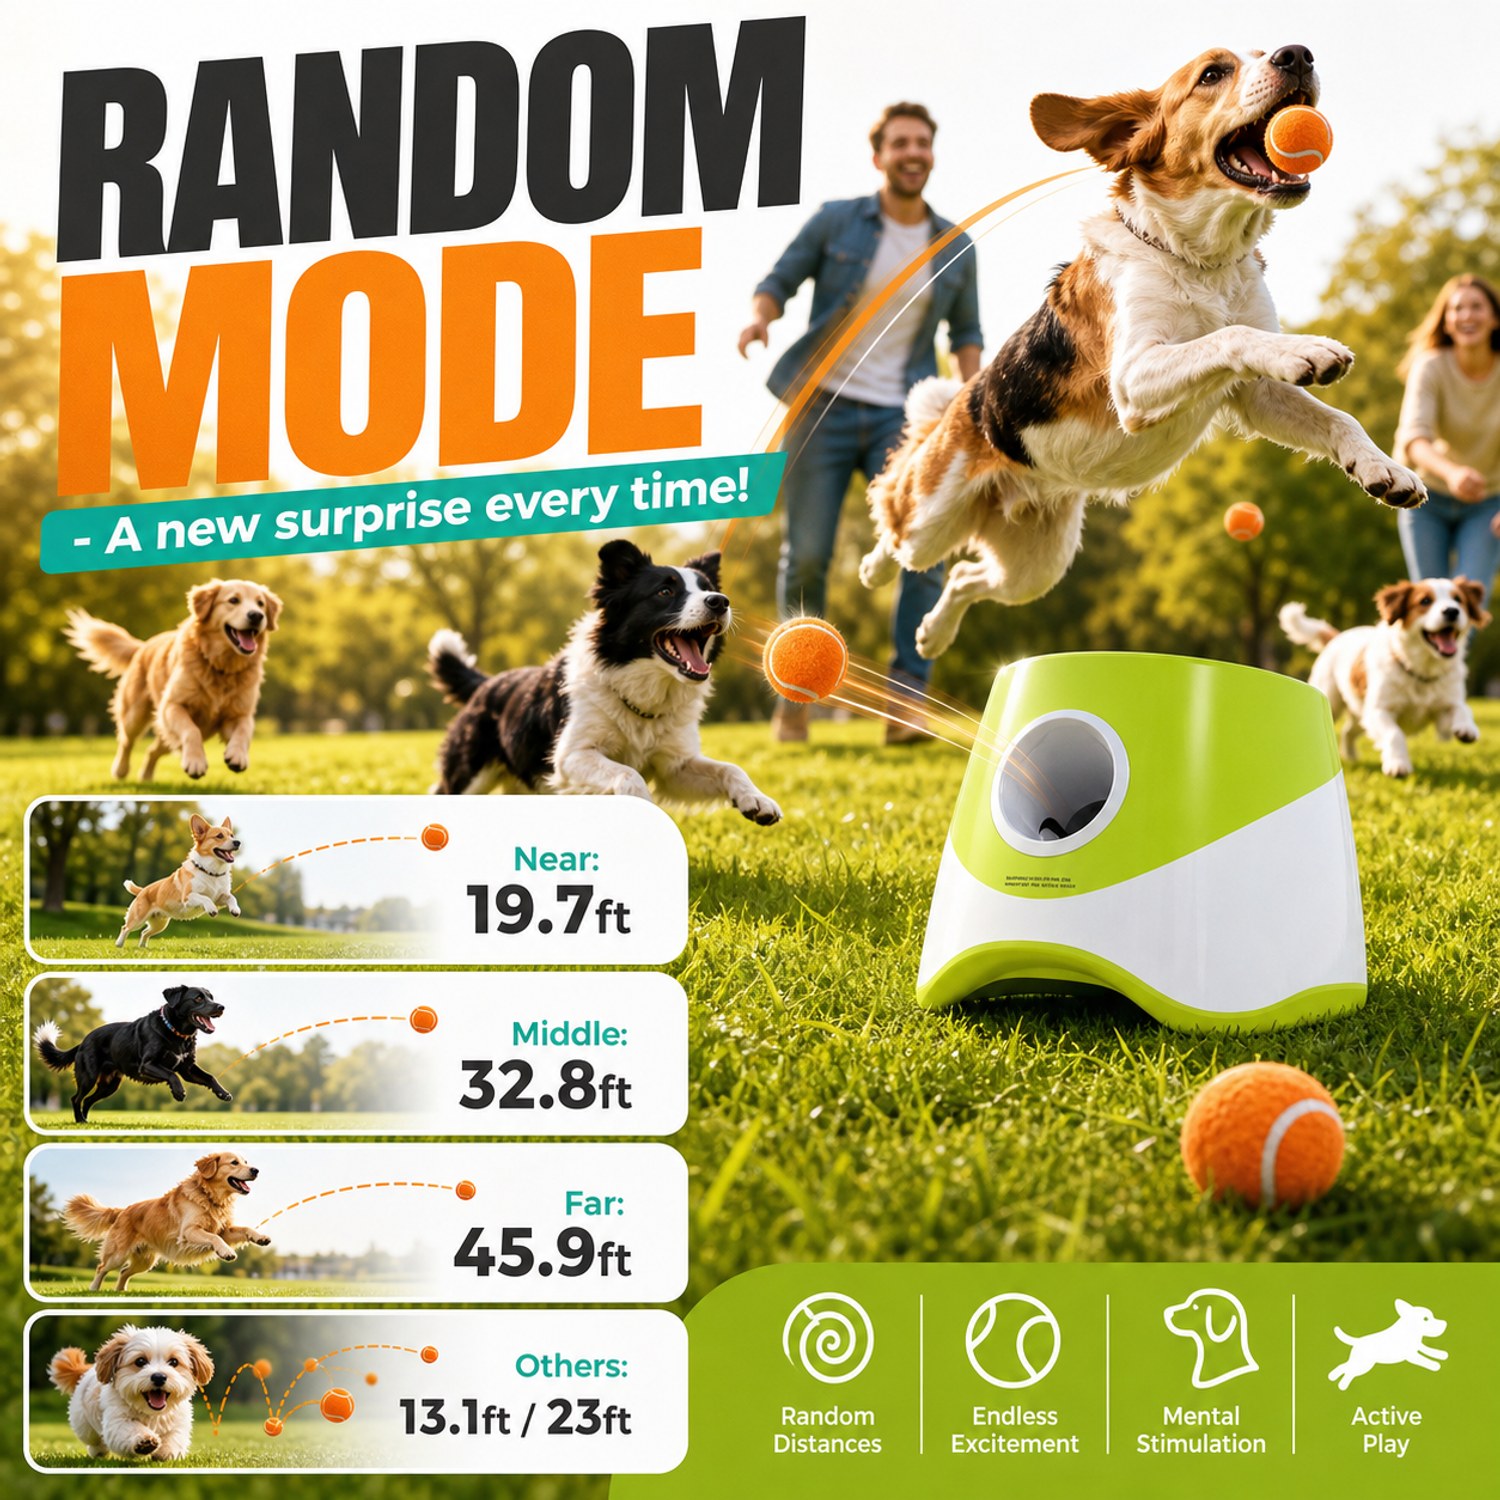 RANDOM
MODE
- A new surprise every time!
Near:
19.7ft
Middle:
32.8ft
Far:
45.9ft
Others:
13.1ft / 23ft
Random
Distances
Endless
Excitement
Mental
Stimulation
Active
Play